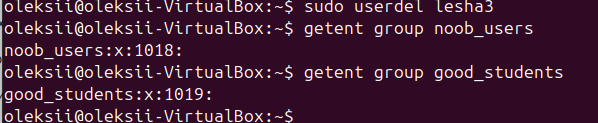 oleksii@oleksii-VirtualBox:~$ sudo userdel lesha3
oleksii@oleksii-VirtualBox:~$ getent group noob_users
noob_users:x:1018:
oleksii@oleksii-VirtualBox:~$ getent group good_students
good_students:x:1019:
oleksii@oleksii-VirtualBox:~$